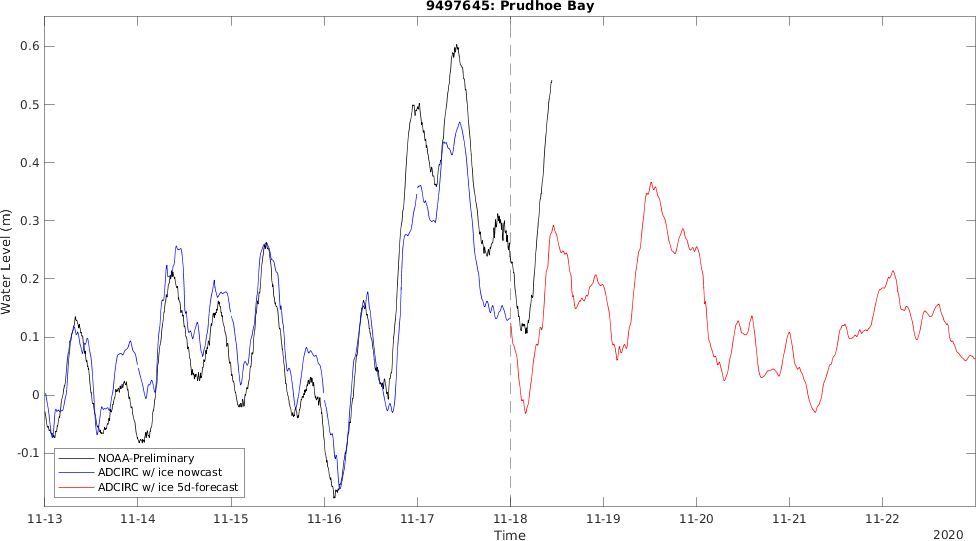 9497645: Prudhoe Bay
0.6
0.5
0.4
0.3
0.2
0.1
0
-0.1
Water Level (m)
NOAA-Preliminary
ADCIRC w/ ice nowcast
ADCIRC w/ ice 5d-forecast
11-13 11-14 11-15 11-16 11-17 11-18 11-19 11-20 11-21 11-22
Time
2020